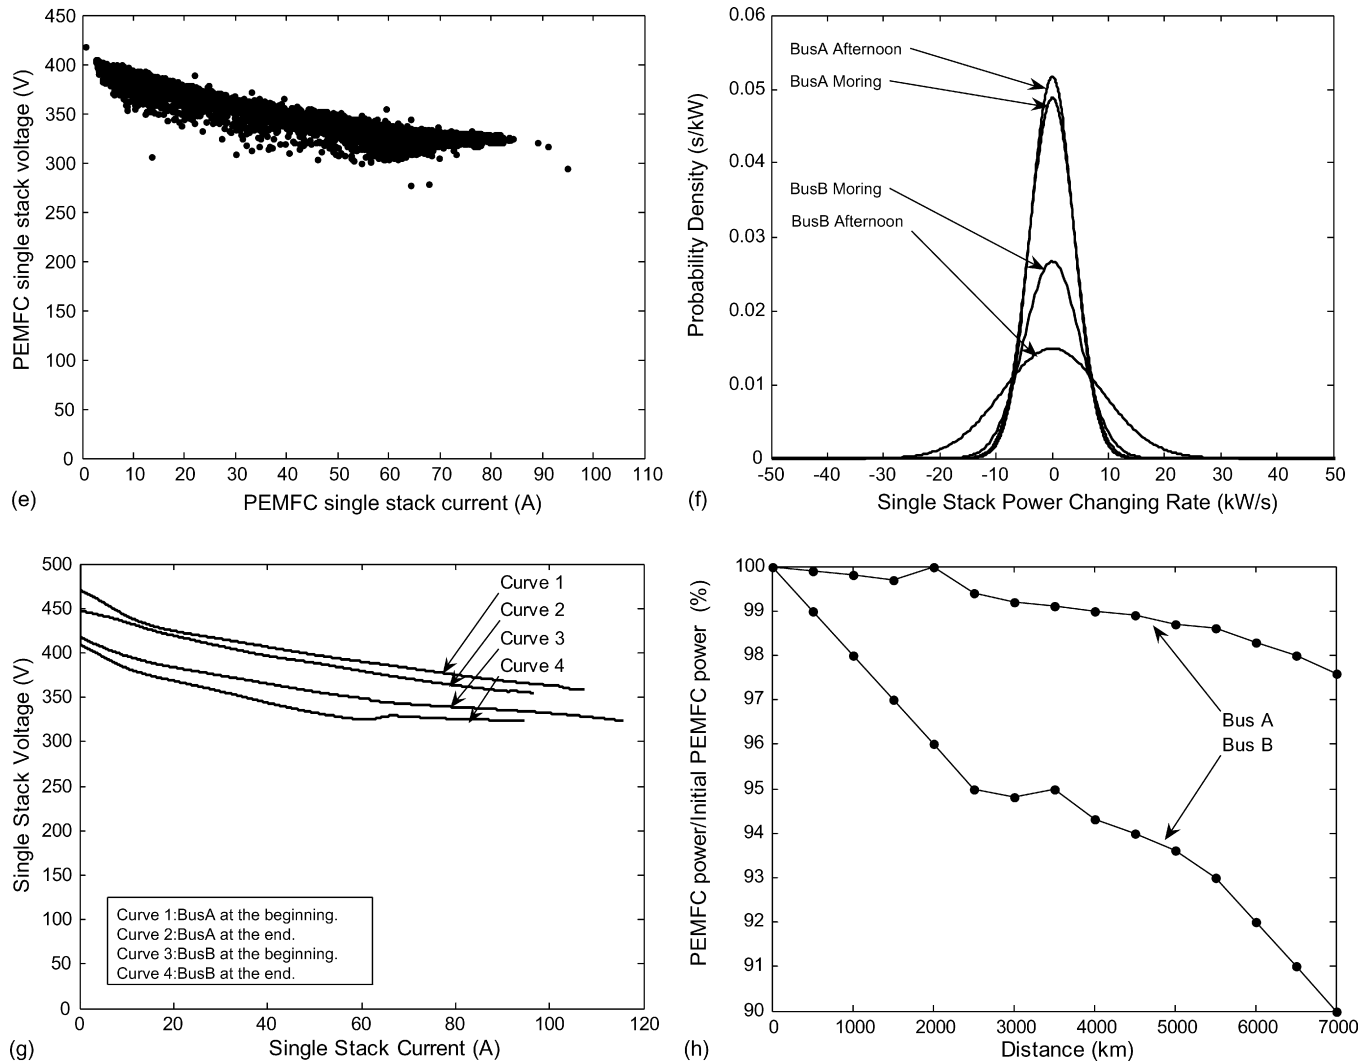 450
400
350
300
250
200
150
100
50
0
PEMFC single stack voltage (V)
0 10 20 30 40 50 60 70 80 90 100 110
PEMFC single stack current (A)
(e)
0.06
0.05
0.04
0.03
0.02
0.01
0
Probability Density (s/kW)
BusA Afternoon
BusA Moring
BusB Moring
BusB Afternoon
-50 -40 -30 -20 -10 0 10 20 30 40 50
Single Stack Power Changing Rate (kW/s)
(f)
500
450
400
350
300
250
200
150
100
50
0
Single Stack Voltage (V)
Curve 1
Curve 2
Curve 3
Curve 4
Curve 1:BusA at the beginning.
Curve 2:BusA at the end.
Curve 3:BusB at the beginning.
Curve 4:BusB at the end.
0 20 40 60 80 100 120
Single Stack Current (A)
(g)
100
99
98
97
96
95
94
93
92
91
90
PEMFC power/Initial PEMFC power (%)
Bus A
Bus B
0 1000 2000 3000 4000 5000 6000 7000
Distance (km)
(h)